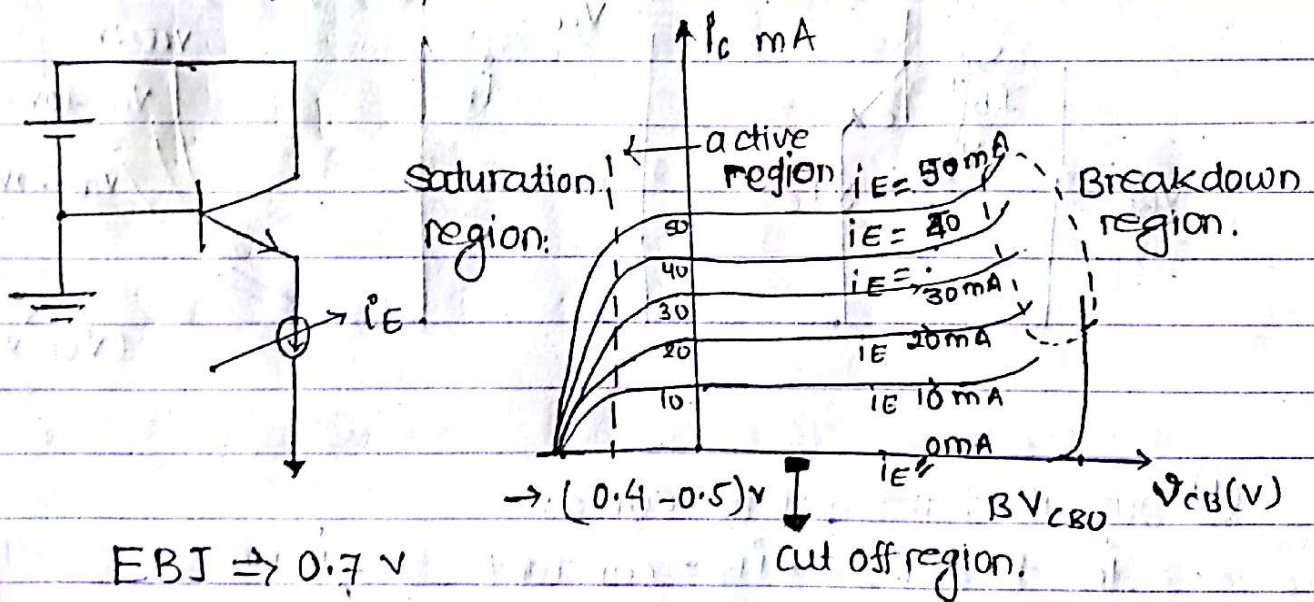 Ic mA
active
region
saturation
region:
Breakdown
region.
iE= 50mA
iE= 40
iE= 30mA
iE 20mA
iE 10mA
iE= 0mA
50
40
30
20
10
iE
→ (0.4-0.5)v
BVCBO
VCB(V)
cut off region.
EBJ ⇒ 0.7 V